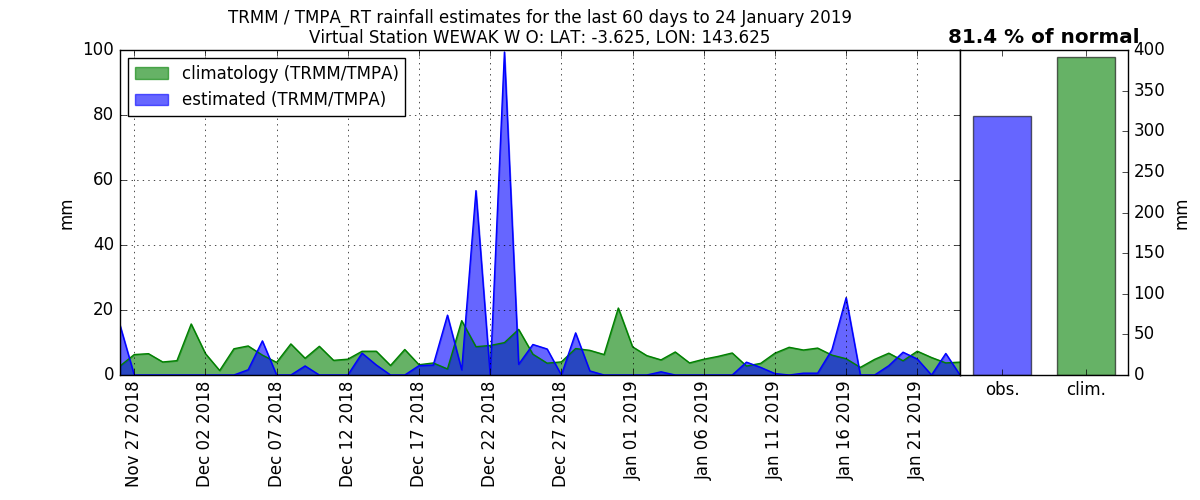 TRMM / TMPA_RT rainfall estimates for the last 60 days to 24 January 2019
Virtual Station WEWAK W O: LAT: -3.625, LON: 143.625
81.4 % of normal
climatology (TRMM/TMPA)
estimated (TRMM/TMPA)
100
80
60
40
20
0
mm
Nov 27 2018
Dec 02 2018
Dec 07 2018
Dec 12 2018
Dec 17 2018
Dec 22 2018
Dec 27 2018
Jan 01 2019
Jan 06 2019
Jan 11 2019
Jan 16 2019
Jan 21 2019
obs.
clim.
400
350
300
250
200
150
100
50
0
mm